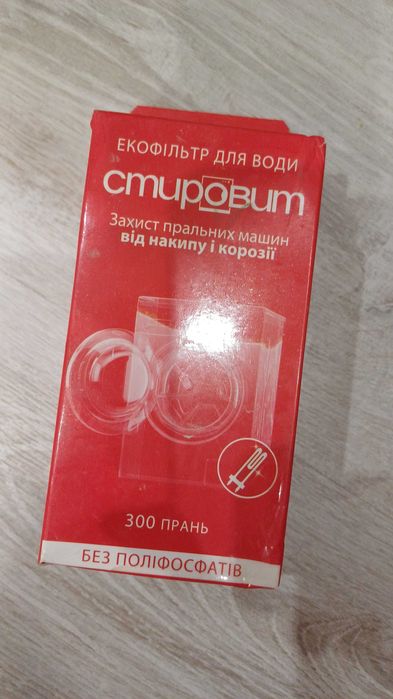 ЕКОФІЛЬТР ДЛЯ ВОДИ
стировит
Захист пральних машин
від накипу і корозії
300 ПРАНЬ
БЕЗ ПОЛІФОСФАТІВ